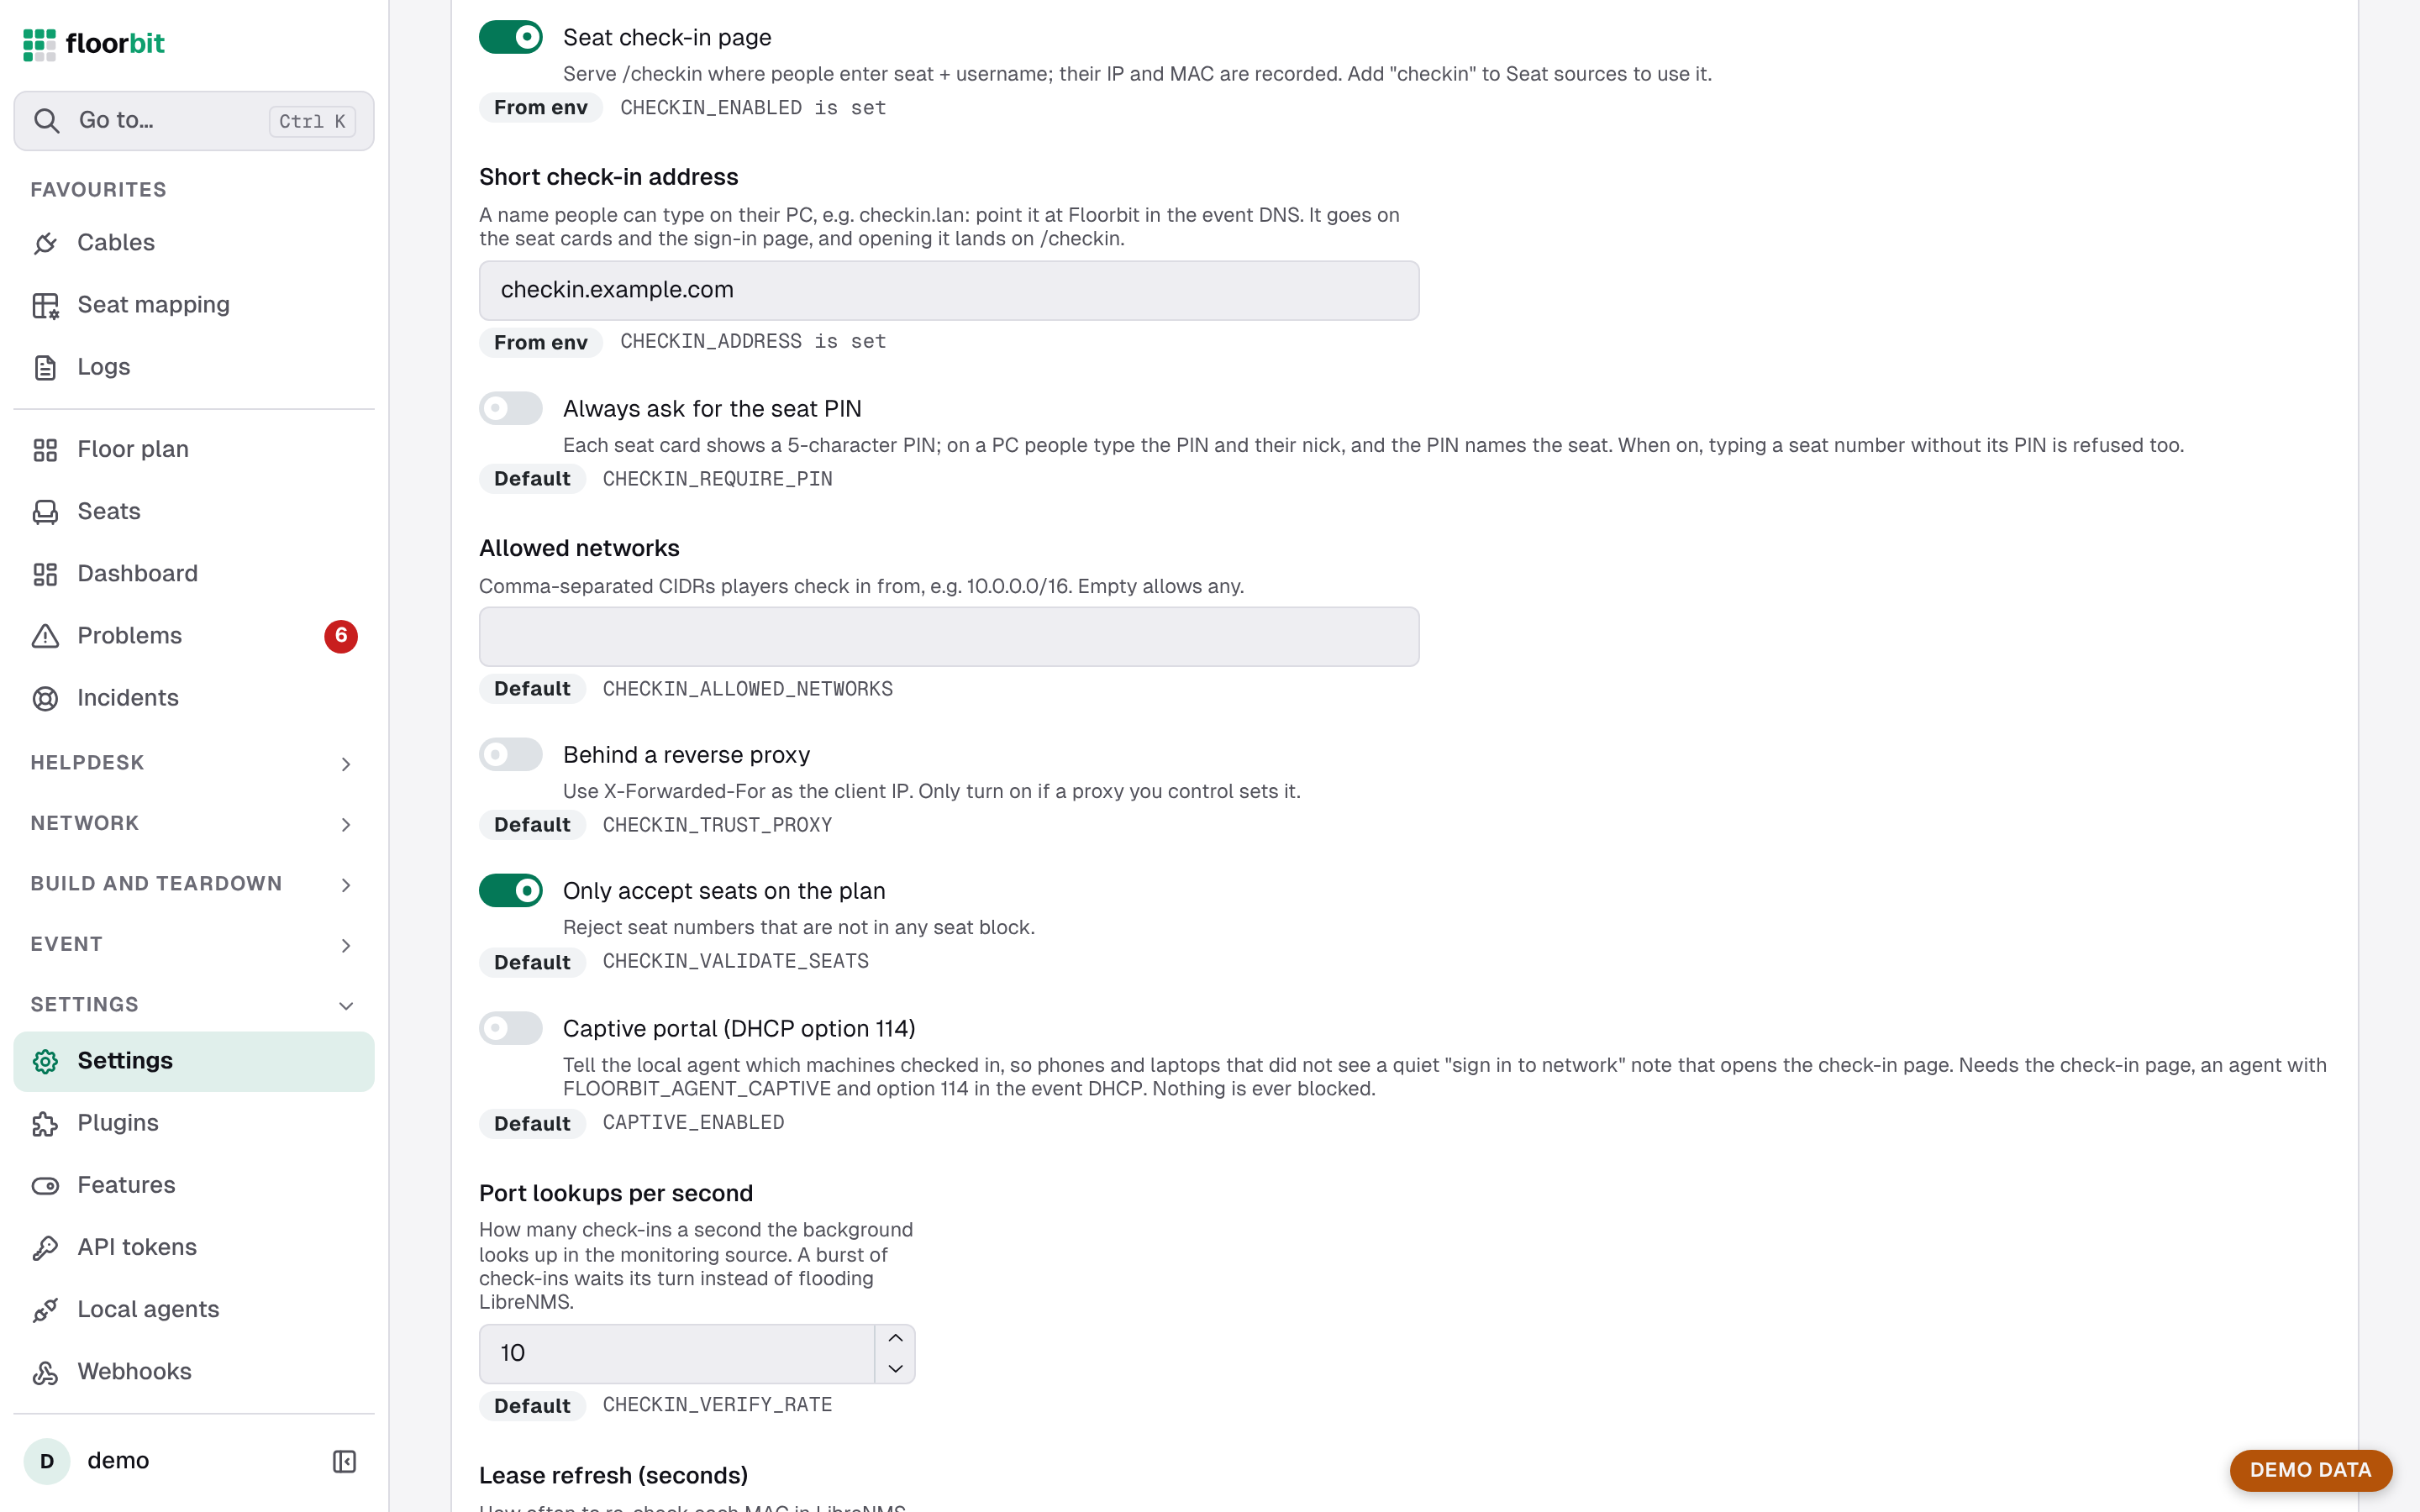 floorbit
Go to...
Ctrl K
FAVOURITES
Cables
Seat mapping
Logs
Floor plan
Seats
Dashboard
Problems
6
Incidents
HELPDESK
NETWORK
BUILD AND TEARDOWN
EVENT
SETTINGS
Settings
Plugins
Features
API tokens
Local agents
Webhooks
D
demo
Seat check-in page
Serve /checkin where people enter seat + username; their IP and MAC are recorded. Add "checkin" to Seat sources to use it.
From env CHECKIN_ENABLED is set
Short check-in address
A name people can type on their PC, e.g. checkin.lan: point it at Floorbit in the event DNS. It goes on
the seat cards and the sign-in page, and opening it lands on /checkin.
checkin.example.com
From env CHECKIN_ADDRESS is set
Always ask for the seat PIN
Each seat card shows a 5-character PIN; on a PC people type the PIN and their nick, and the PIN names the seat. When on, typing a seat number without its PIN is refused too.
Default CHECKIN_REQUIRE_PIN
Allowed networks
Comma-separated CIDRs players check in from, e.g. 10.0.0.0/16. Empty allows any.
Default CHECKIN_ALLOWED_NETWORKS
Behind a reverse proxy
Use X-Forwarded-For as the client IP. Only turn on if a proxy you control sets it.
Default CHECKIN_TRUST_PROXY
Only accept seats on the plan
Reject seat numbers that are not in any seat block.
Default CHECKIN_VALIDATE_SEATS
Captive portal (DHCP option 114)
Tell the local agent which machines checked in, so phones and laptops that did not see a quiet "sign in to network" note that opens the check-in page. Needs the check-in page, an agent with
FLOORBIT_AGENT_CAPTIVE and option 114 in the event DHCP. Nothing is ever blocked.
Default CAPTIVE_ENABLED
Port lookups per second
How many check-ins a second the background
looks up in the monitoring source. A burst of
check-ins waits its turn instead of flooding
LibreNMS.
10
Default CHECKIN_VERIFY_RATE
Lease refresh (seconds)
How often to re-check each MAC in LibreNMS
DEMO DATA